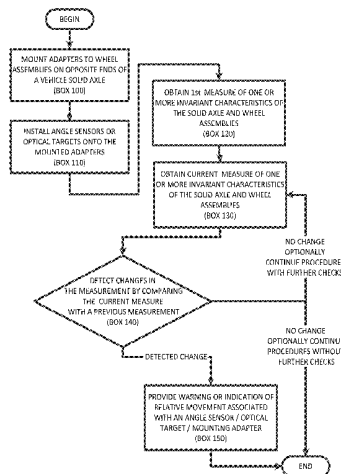 BEGIN
MOUNT ADAPTERS TO WHEEL
ASSEMBLIES ON OPPOSITE ENDS OF
A VEHICLE SOLID AXLE
(BOX 100)
INSTALL ANGLE SENSORS OR
OPTICAL TARGETS ONTO THE
MOUNTED ADAPTERS
(BOX 110)
OBTAIN 1st MEASURE OF ONE OR
MORE INVARIANT CHARACTERISTICS OF
THE SOLID AXLE AND WHEEL
ASSEMBLIES
(BOX 120)
OBTAIN CURRENT MEASURE OF ONE
OR MORE INVARIANT CHARACTERISTICS
OF THE SOLID AXLE AND WHEEL
ASSEMBLIES
(BOX 130)
DETECT CHANGES IN
THE MEASUREMENT BY COMPARING
THE CURRENT MEASURE
WITH A PREVIOUS MEASUREMENT
(BOX 140)
NO CHANGE
OPTIONALLY
CONTINUE PROCEDURE
WITH FURTHER CHECKS
NO CHANGE
OPTIONALLY CONTINU
PROCEDURES WITHOUT
FURTHER CHECKS
DETECTED CHANGE
PROVIDE WARNING OR INDICATION OF
RELATIVE MOVEMENT ASSOCIATED
WITH AN ANGLE SENSOR / OPTICAL
TARGET / MOUNTING ADAPTER
(BOX 150)
END